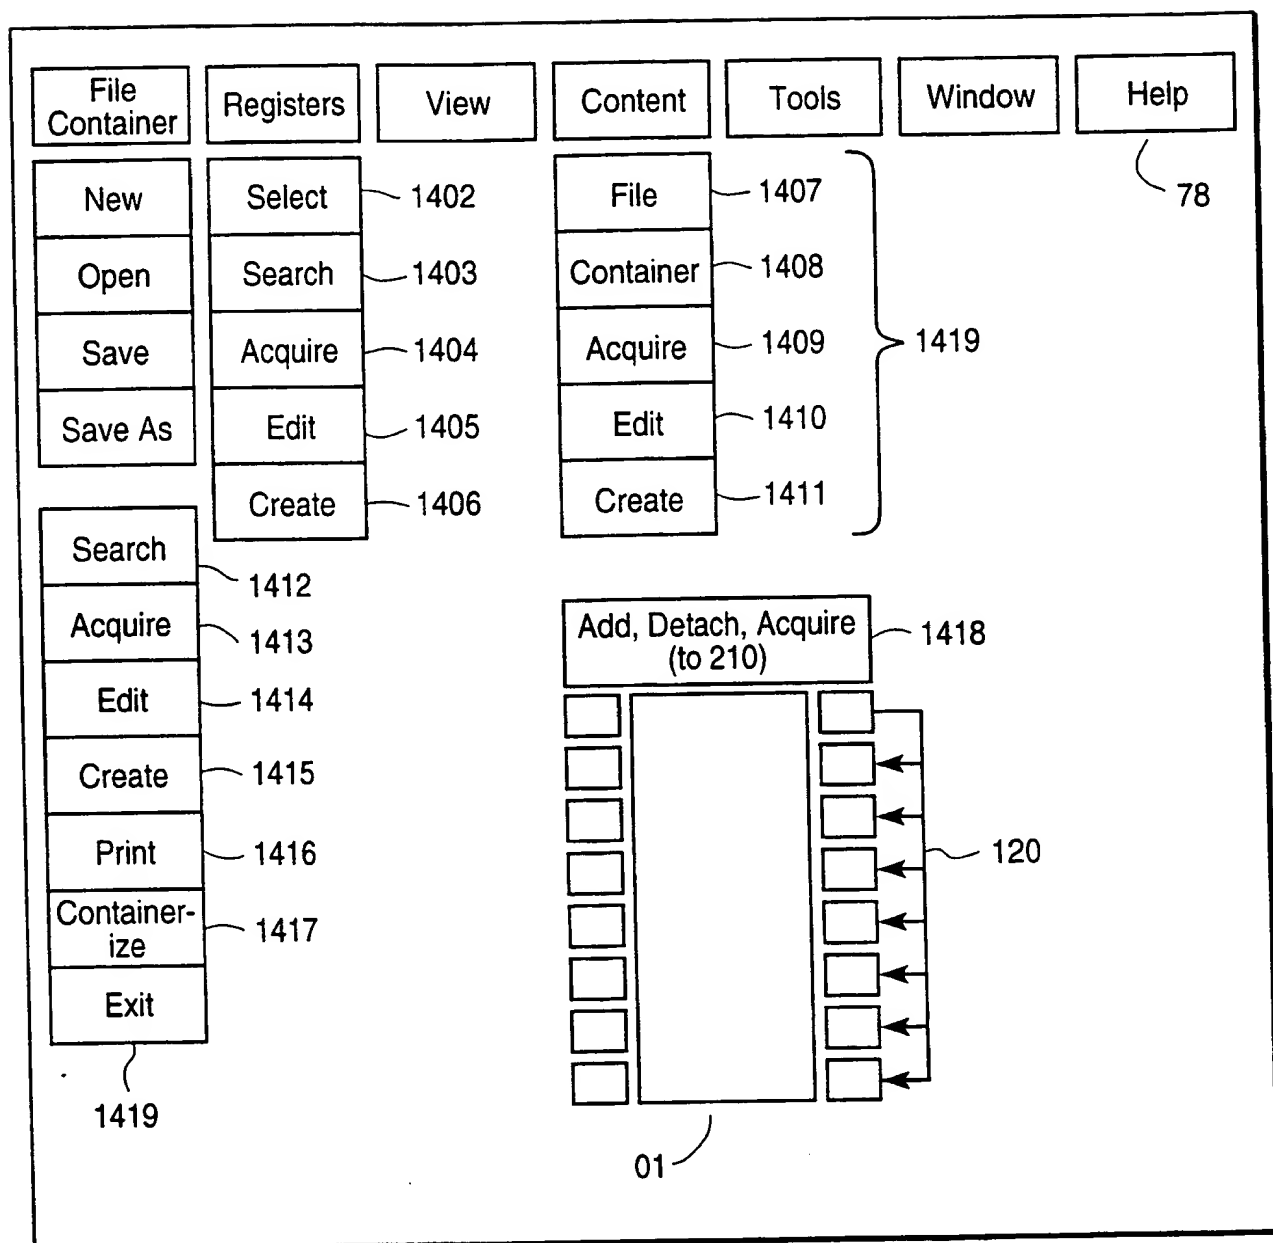 File
Container
Registers
View
Content
Tools
Window
Help
78
New
Open
Save
Save As
Select
1402
Search
1403
Acquire
1404
Edit
1405
Create
1406
File
1407
Container
1408
Acquire
1409
Edit
1410
Create
1411
1419
Search
1412
Acquire
1413
Edit
1414
Create
1415
Print
1416
Container-
ize
1417
Exit
1419
Add, Detach, Acquire
(to 210)
1418
120
01